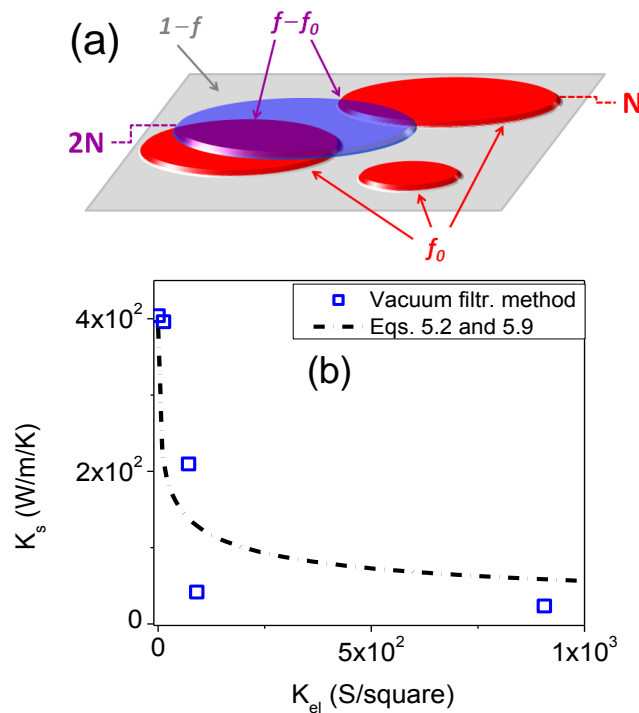 (a)
1−f
f−f₀
N
2N
f₀
Vacuum filtr. method
Eqs. 5.2 and 5.9
(b)
4x10²
2x10²
0
Kₛ (W/m/K)
0 5x10² 1x10³
Kₑₗ (S/square)